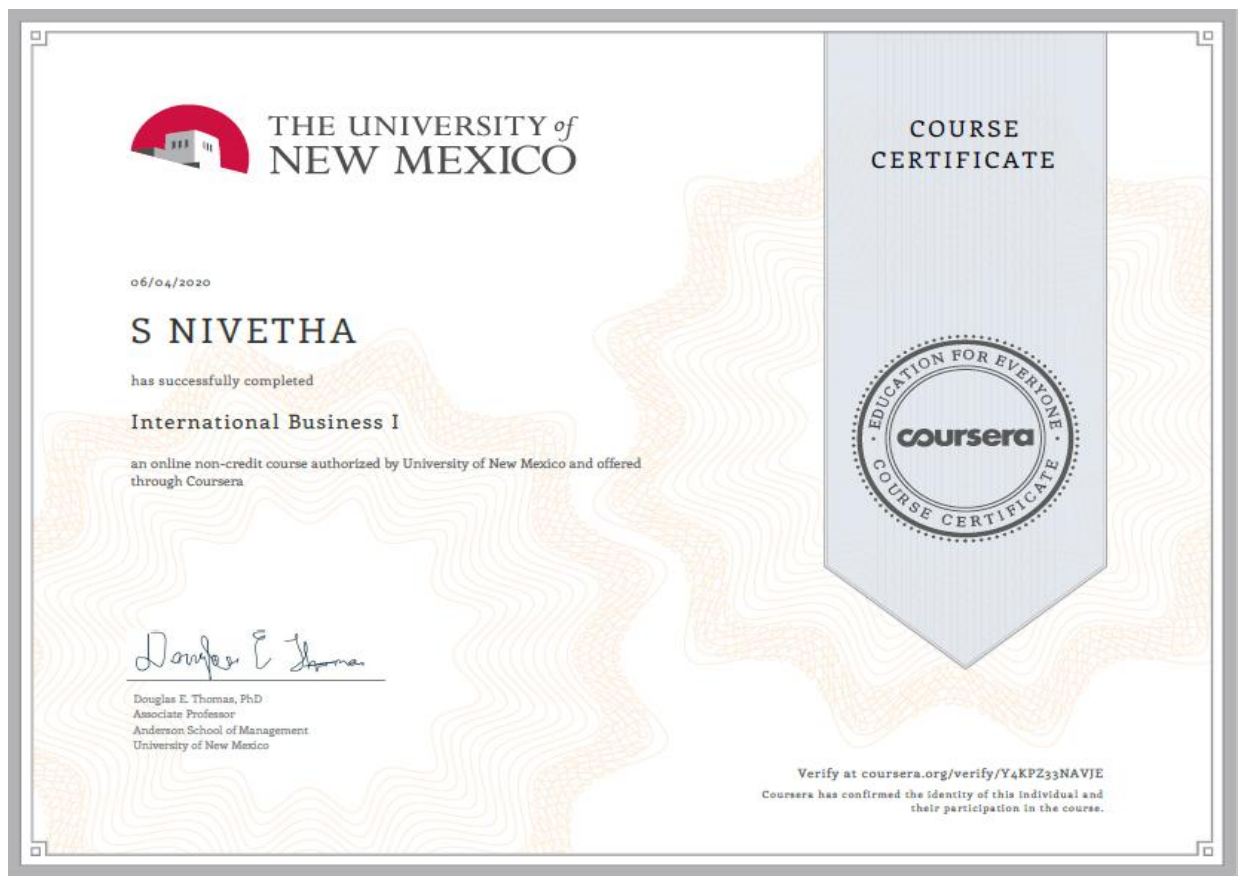 THE UNIVERSITY of
NEW MEXICO
COURSE
CERTIFICATE
06/04/2020
S NIVETHA
has successfully completed
International Business I
an online non-credit course authorized by University of New Mexico and offered
through Coursera
EDUCATION FOR EVERYONE
coursera
COURSE CERTIFICATE
Douglas E Thomas
Douglas E. Thomas, PhD
Associate Professor
Anderson School of Management
University of New Mexico
Verify at coursera.org/verify/Y4KPZ33NAVJE
Coursera has confirmed the identity of this individual and
their participation in the course.